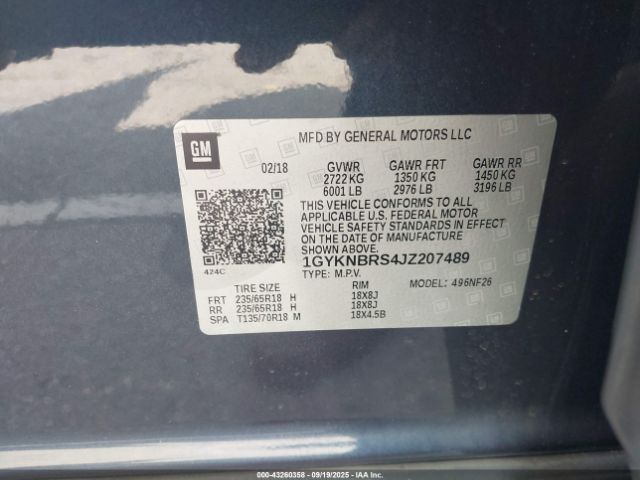 GM
MFD BY GENERAL MOTORS LLC
02/18 GVWR GAWR FRT GAWR RR
2722 KG 1350 KG 1450 KG
6001 LB 2976 LB 3196 LB
THIS VEHICLE CONFORMS TO ALL
APPLICABLE U.S. FEDERAL MOTOR
VEHICLE SAFETY STANDARDS IN EFFECT
ON THE DATE OF MANUFACTURE
SHOWN ABOVE.
424C
1GYKNBRS4JZ207489
TYPE: M.P.V.
MODEL: 496NF26
TIRE SIZE RIM
FRT 235/65R18 H 18X8J
RR 235/65R18 H 18X8J
SPA T135/70R18 M 18X4.5B
000-43260358 - 09/19/2025 - IAAI, Inc.